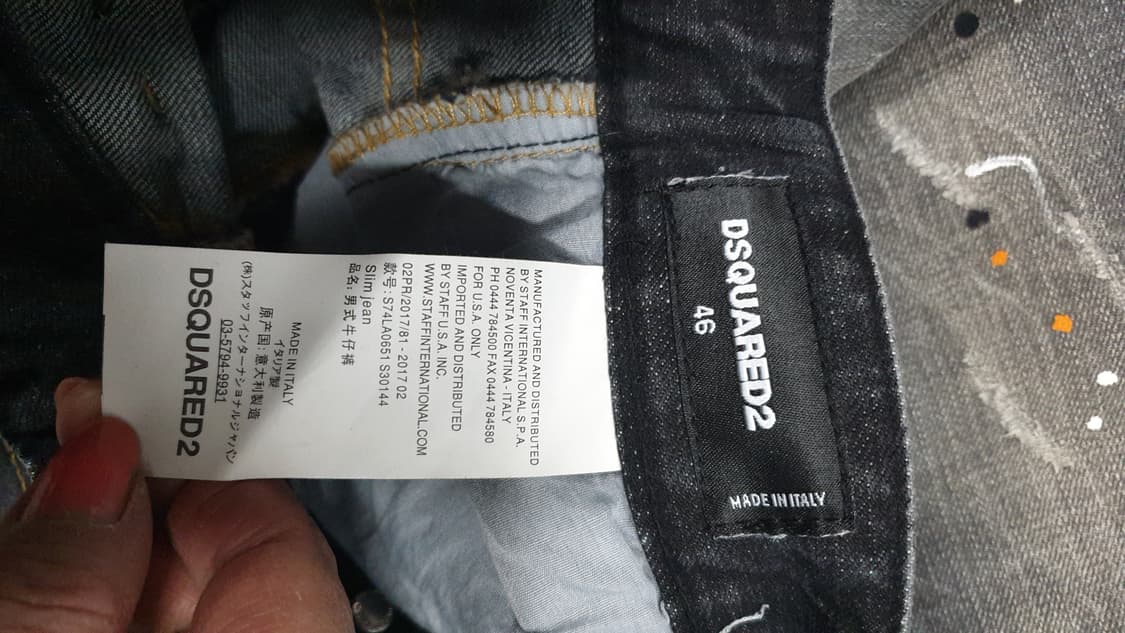 MANUFACTURED AND DISTRIBUTED
BY STAFF INTERNATIONAL S.P.A.
NOVENTA VICENTINA - ITALY
PH 0444 784500 FAX 0444 784580
FOR U.S.A. ONLY
IMPORTED AND DISTRIBUTED
BY STAFF U.S.A. INC.
WWW.STAFFINTERNATIONAL.COM
02PR/2017/81 - 2017 02
款号: S74LA0651 S30144
Slim jean
品名: 男式 牛仔裤
MADE IN ITALY
イタリア製
原产国: 意大利製造
(株)スタッフインターナショナルジャパン
03-5794-9931
DSQUARED2
DSQUARED2
46
MADE IN ITALY